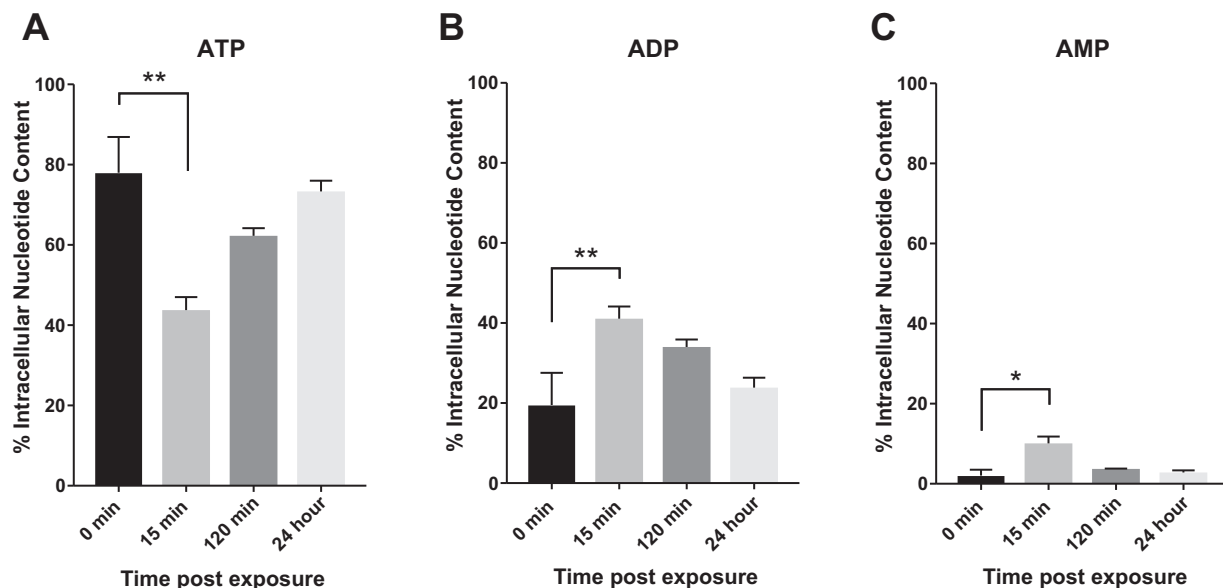 A
ATP
% Intracellular Nucleotide Content
100
80
60
40
20
0
**
0 min
15 min
120 min
24 hour
Time post exposure
B
ADP
% Intracellular Nucleotide Content
100
80
60
40
20
0
**
0 min
15 min
120 min
24 hour
Time post exposure
C
AMP
% Intracellular Nucleotide Content
100
80
60
40
20
0
*
0 min
15 min
120 min
24 hour
Time post exposure